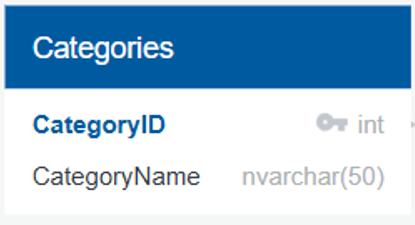 Categories
CategoryID int
CategoryName nvarchar(50)